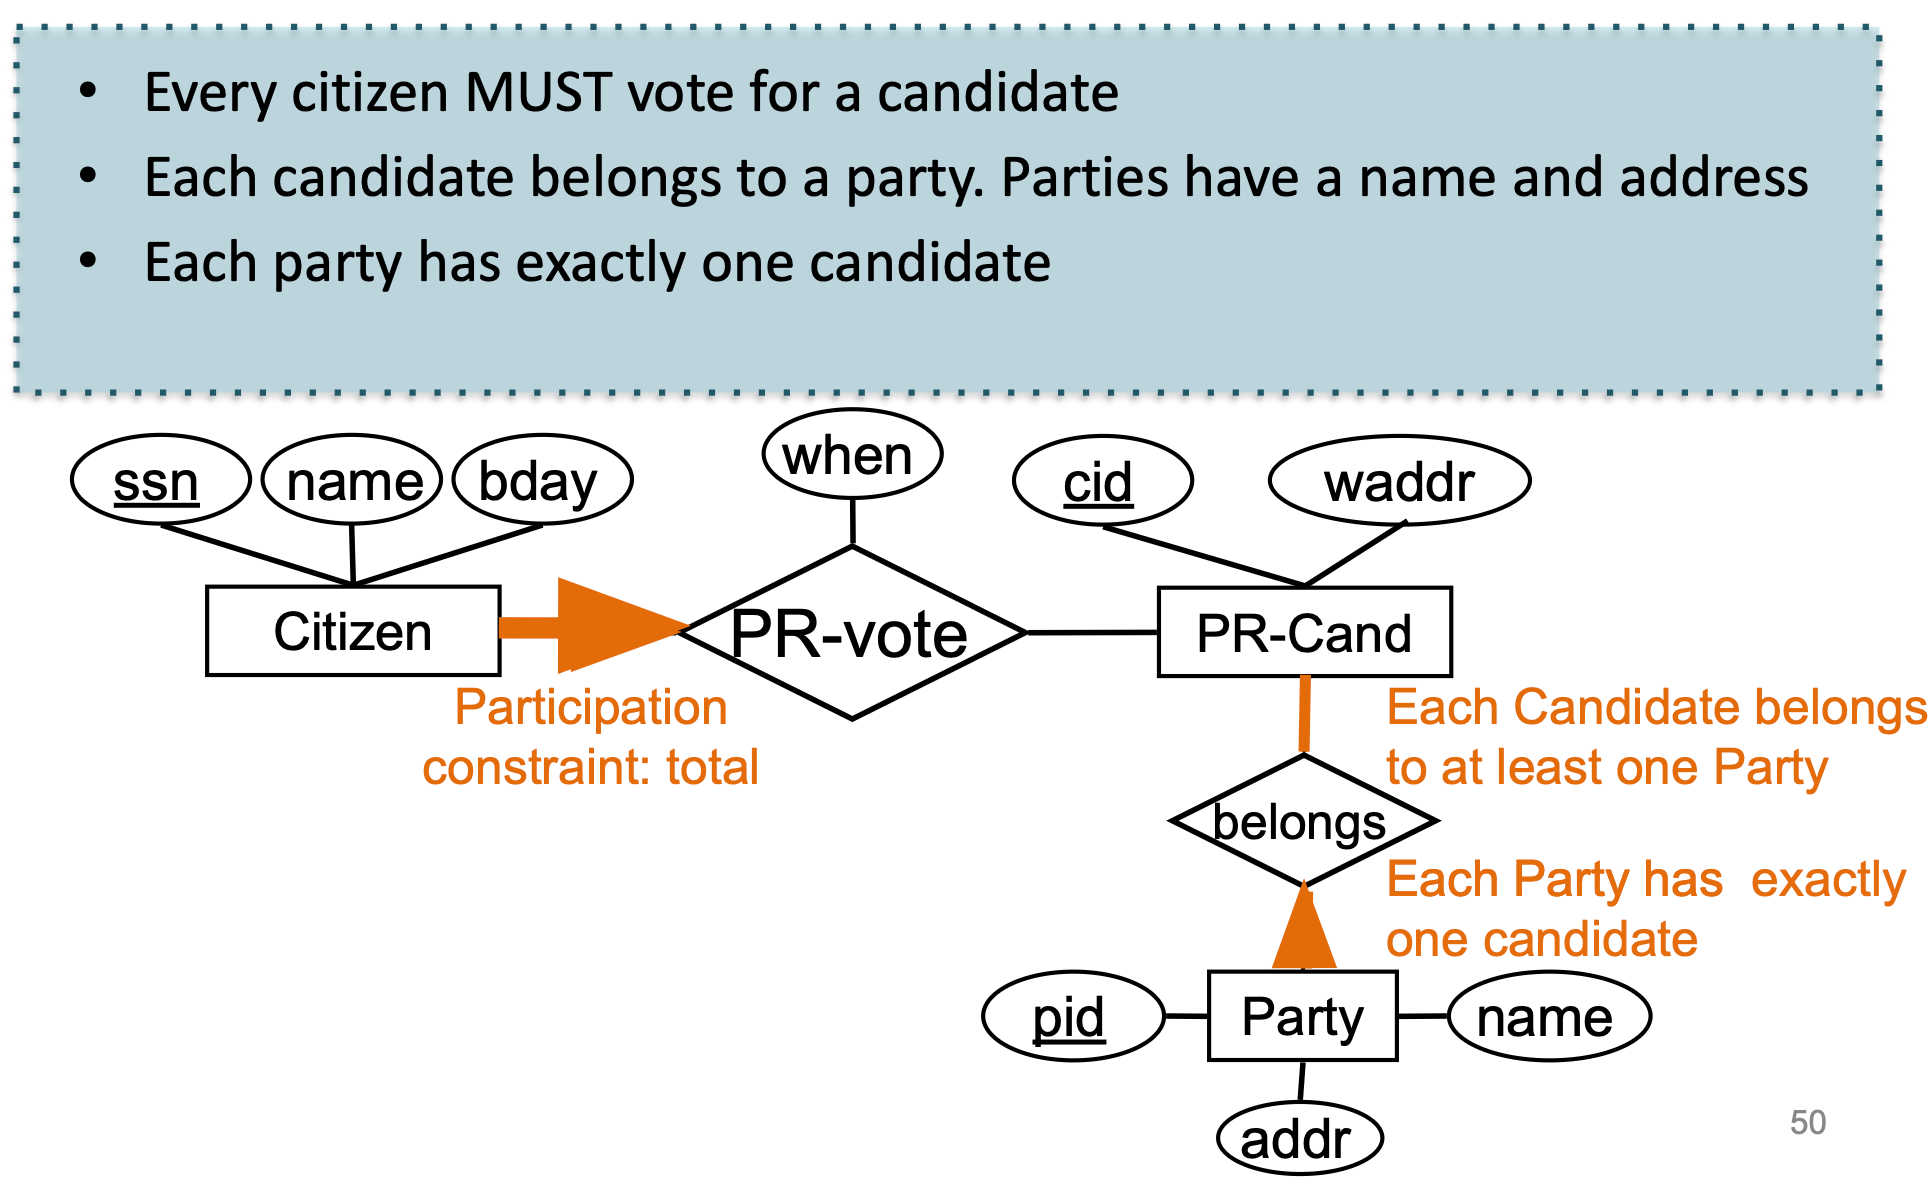 • Every citizen MUST vote for a candidate
• Each candidate belongs to a party. Parties have a name and address
• Each party has exactly one candidate
ssn
name
bday
when
cid
waddr
Citizen
PR-vote
PR-Cand
Participation
constraint: total
Each Candidate belongs
to at least one Party
belongs
Each Party has exactly
one candidate
pid
Party
name
addr
50